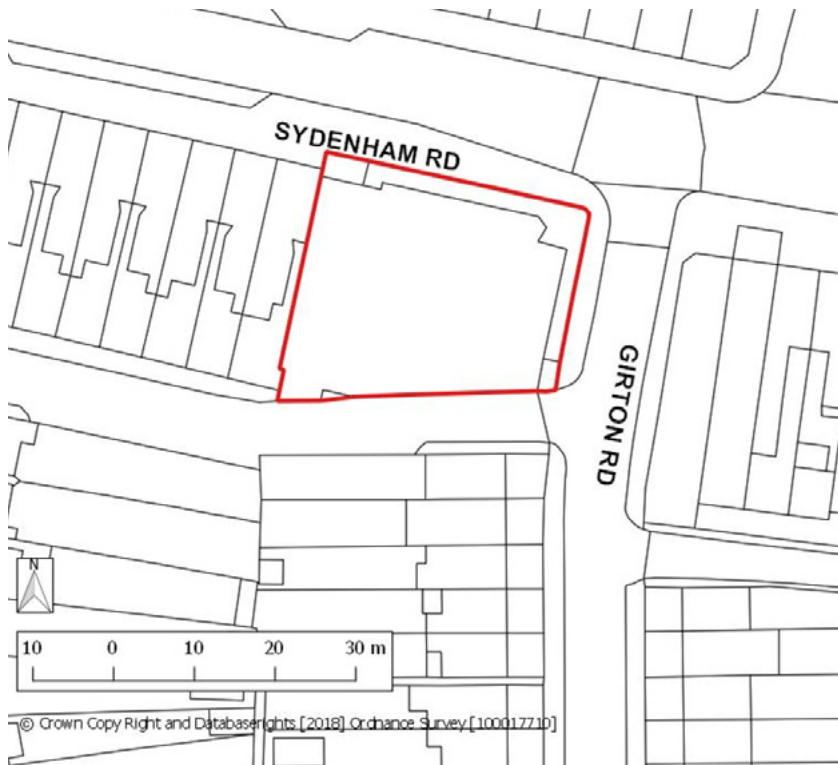 SYDENHAM RD
GIRTON RD
N
10 0 10 20 30 m
© Crown Copy Right and Databaserights [2018] Ordnance Survey [100017710]